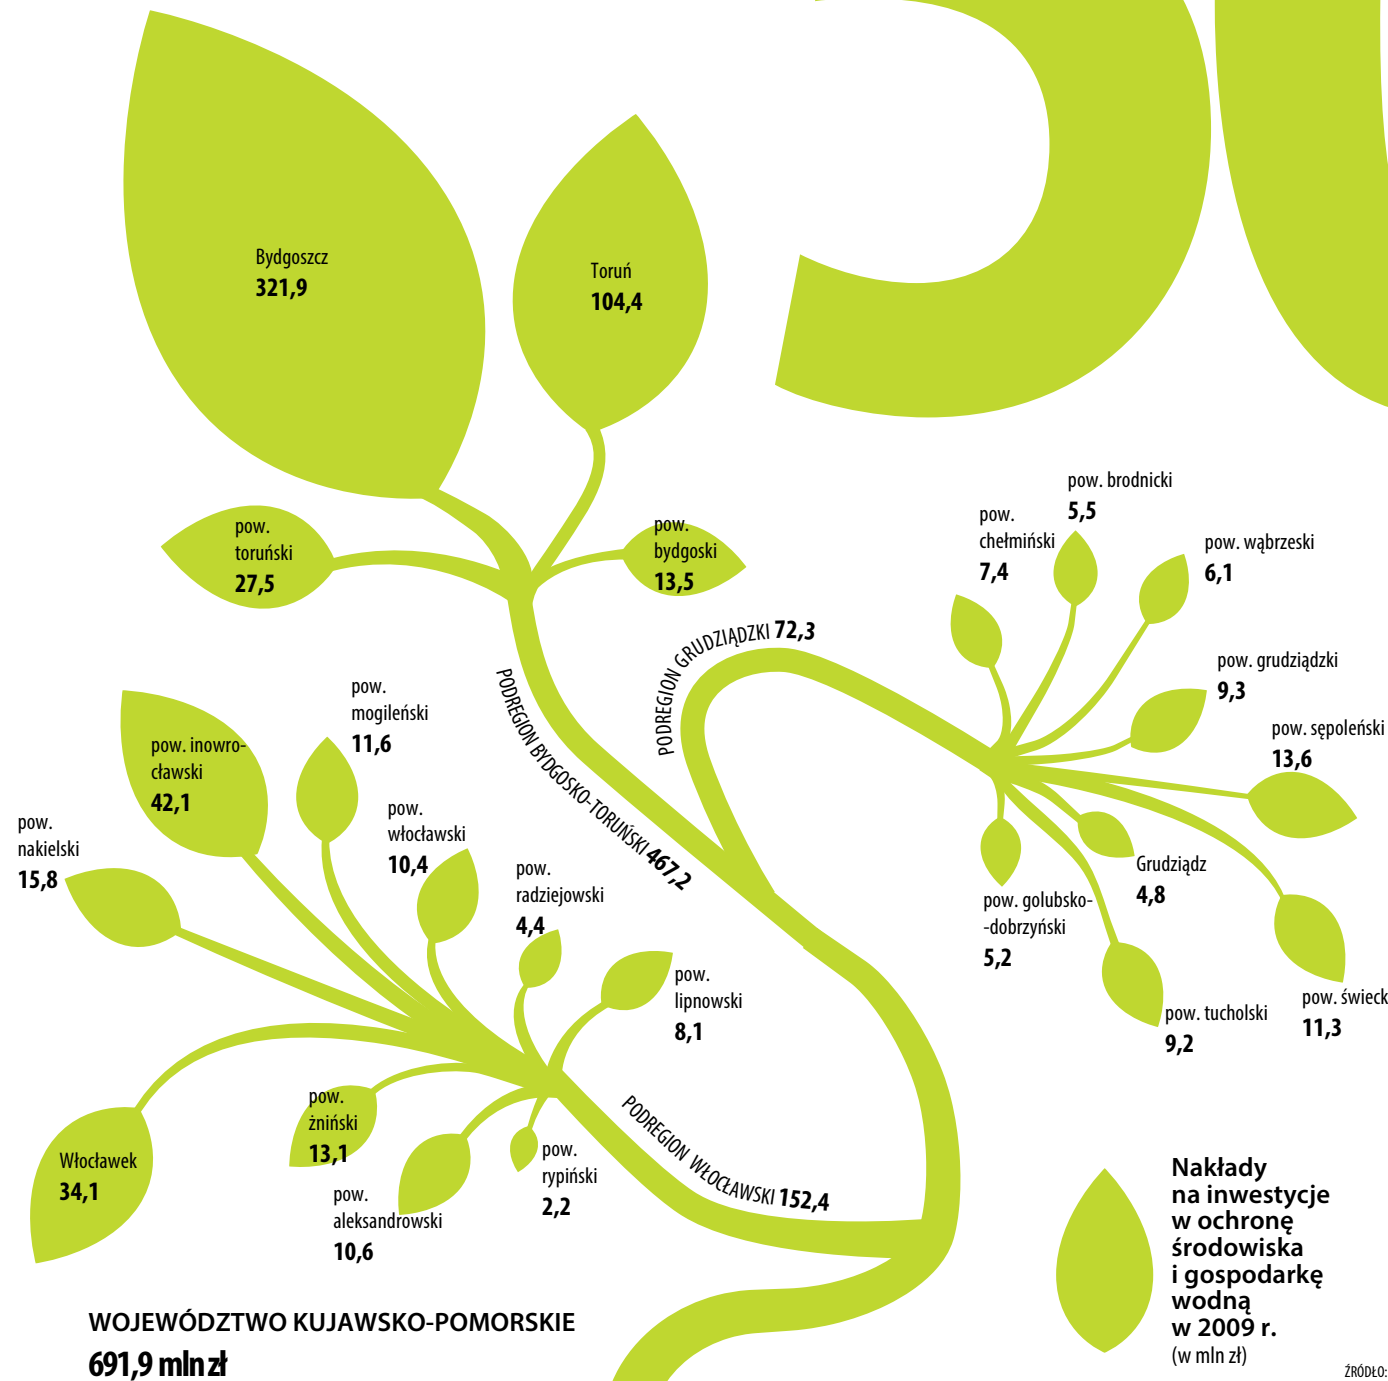 Bydgoszcz
321,9
Toruń
104,4
pow.
toruński
27,5
pow.
bydgoski
13,5
PODREGION BYDGOSKO-TORUŃSKI 467,2
PODREGION GRUDZIĄDZKI 72,3
pow.
chełmiński
7,4
pow. brodnicki
5,5
pow. wąbrzeski
6,1
pow. grudziądzki
9,3
pow. sępoleński
13,6
Grudziądz
4,8
pow. golubsko-
-dobrzyński
5,2
pow. tucholski
9,2
pow. świeck
11,3
pow.
mogileński
11,6
pow. inowro-
cławski
42,1
pow.
nakielski
15,8
pow.
włocławski
10,4
pow.
radziejowski
4,4
pow.
lipnowski
8,1
Włocławek
34,1
pow.
żniński
13,1
pow.
aleksandrowski
10,6
pow.
rypiński
2,2
PODREGION WŁOCŁAWSKI 152,4
WOJEWÓDZTWO KUJAWSKO-POMORSKIE
691,9 mln zł
Nakłady
na inwestycje
w ochronę
środowiska
i gospodarkę
wodną
w 2009 r.
(w mln zł)
ŹRÓDŁO: